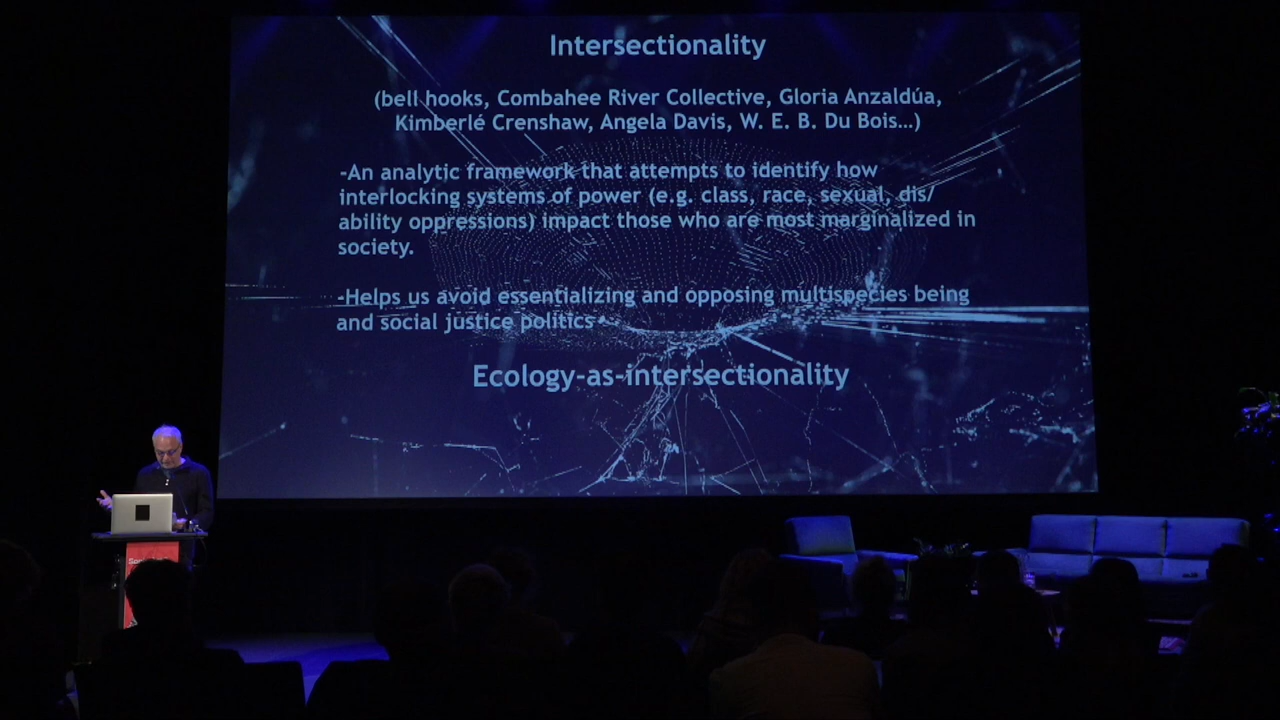 Intersectionality
(bell hooks, Combahee River Collective, Gloria Anzaldúa,
Kimberlé Crenshaw, Angela Davis, W. E. B. Du Bois…)
-An analytic framework that attempts to identify how
interlocking systems of power (e.g. class, race, sexual, dis/
ability oppressions) impact those who are most marginalized in
society.
-Helps us avoid essentializing and opposing multispecies being
and social justice politics
Ecology-as-intersectionality